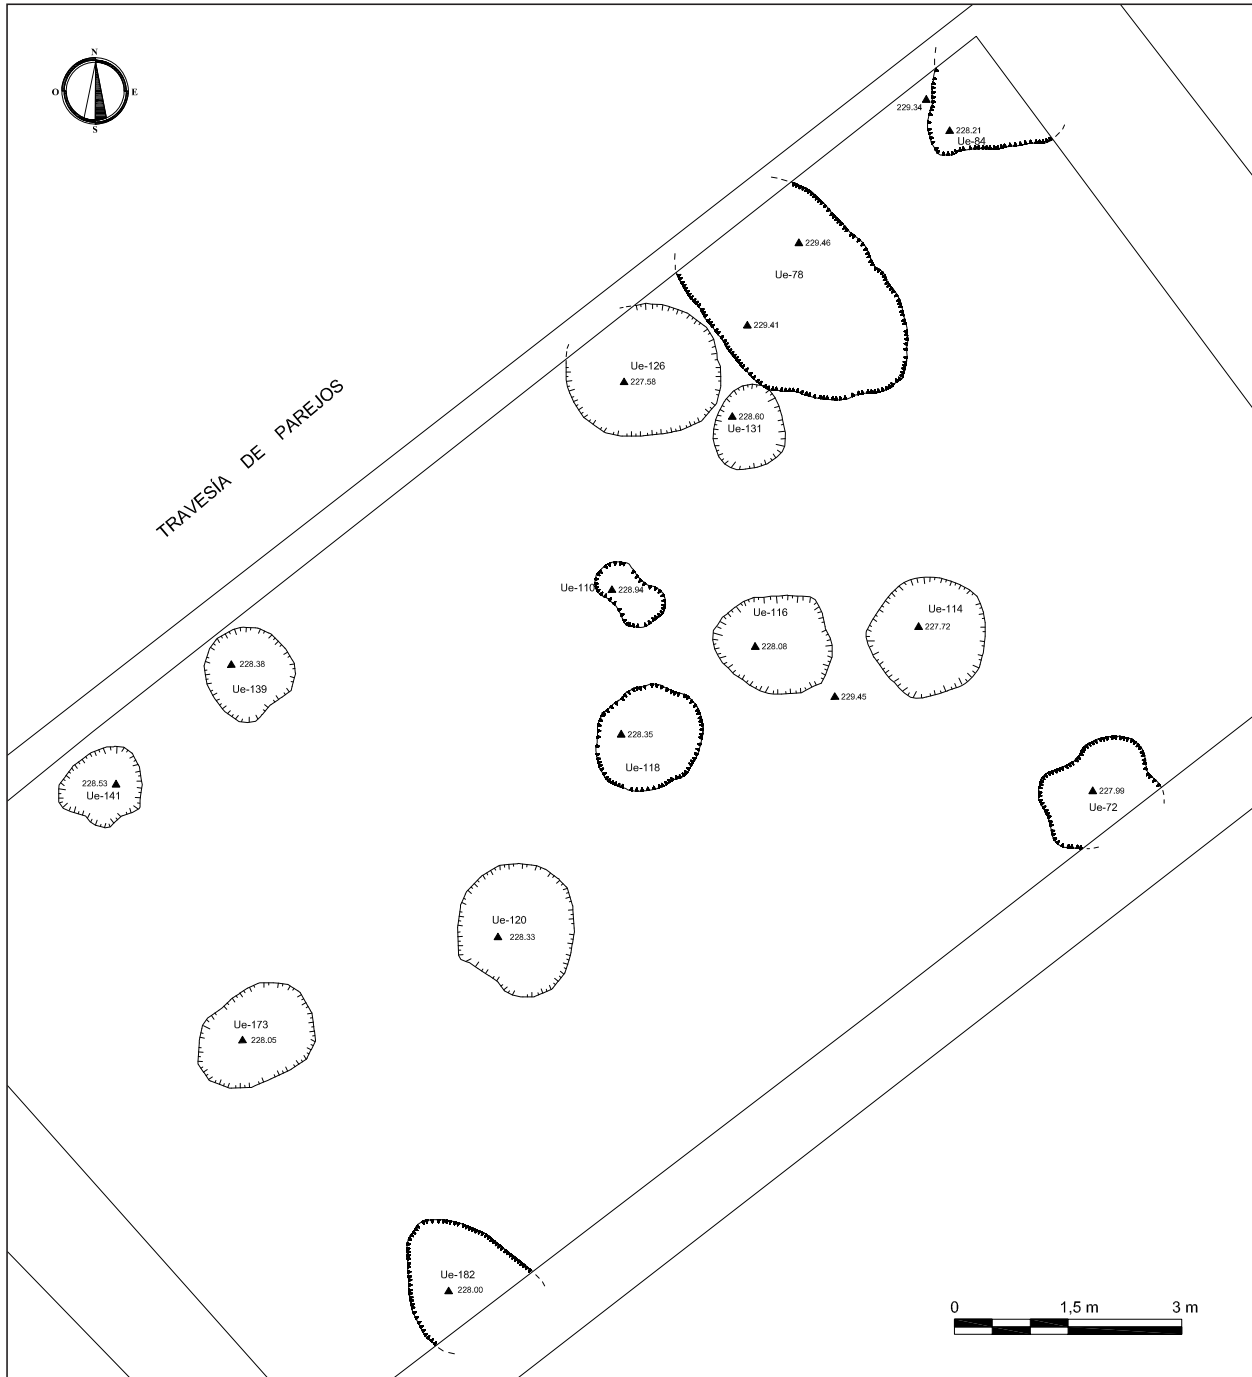 N
O E
S
229.34
228.21
Ue-84
229.46
Ue-78
229.41
Ue-126
227.58
228.60
Ue-131
TRAVESÍA DE PAREJOS
Ue-110 228.94
Ue-116
228.08
Ue-114
227.72
229.45
228.38
Ue-139
228.35
Ue-118
228.53
Ue-141
227.99
Ue-72
Ue-120
228.33
Ue-173
228.05
Ue-182
228.00
0 1,5 m 3 m